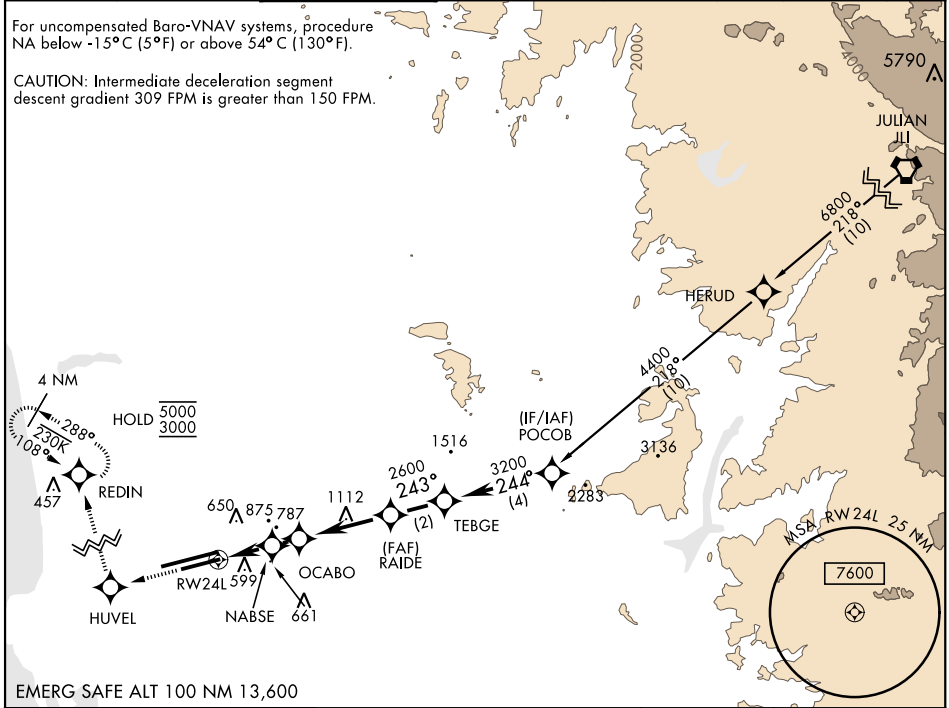 For uncompensated Baro-VNAV systems, procedure
NA below -15°C (5°F) or above 54°C (130°F).
CAUTION: Intermediate deceleration segment
descent gradient 309 FPM is greater than 150 FPM.
2000
4000
5790
JULIAN
JLI
6800
218°
(10)
HERUD
4400
218°
(10)
4 NM
HOLD 5000
3000
288°
230K
108°
REDIN
457
(IF/IAF)
POCOB
1516
3136
2283
2600
243°
(2)
3200
244°
(4)
TEBGE
650
875
787
1112
(FAF)
RAIDE
OCABO
RW24L
599
HUVEL
NABSE
661
MSA RW24L 25 NM
7600
EMERG SAFE ALT 100 NM 13,600